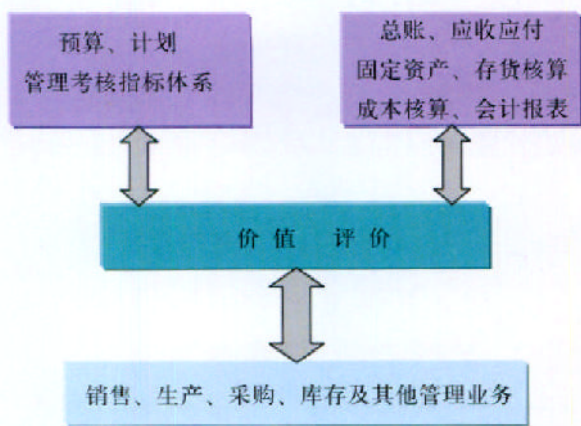 预算、计划
管理考核指标体系
总账、应收应付
固定资产、存货核算
成本核算、会计报表
价值 评价
销售、生产、采购、库存及其他管理业务